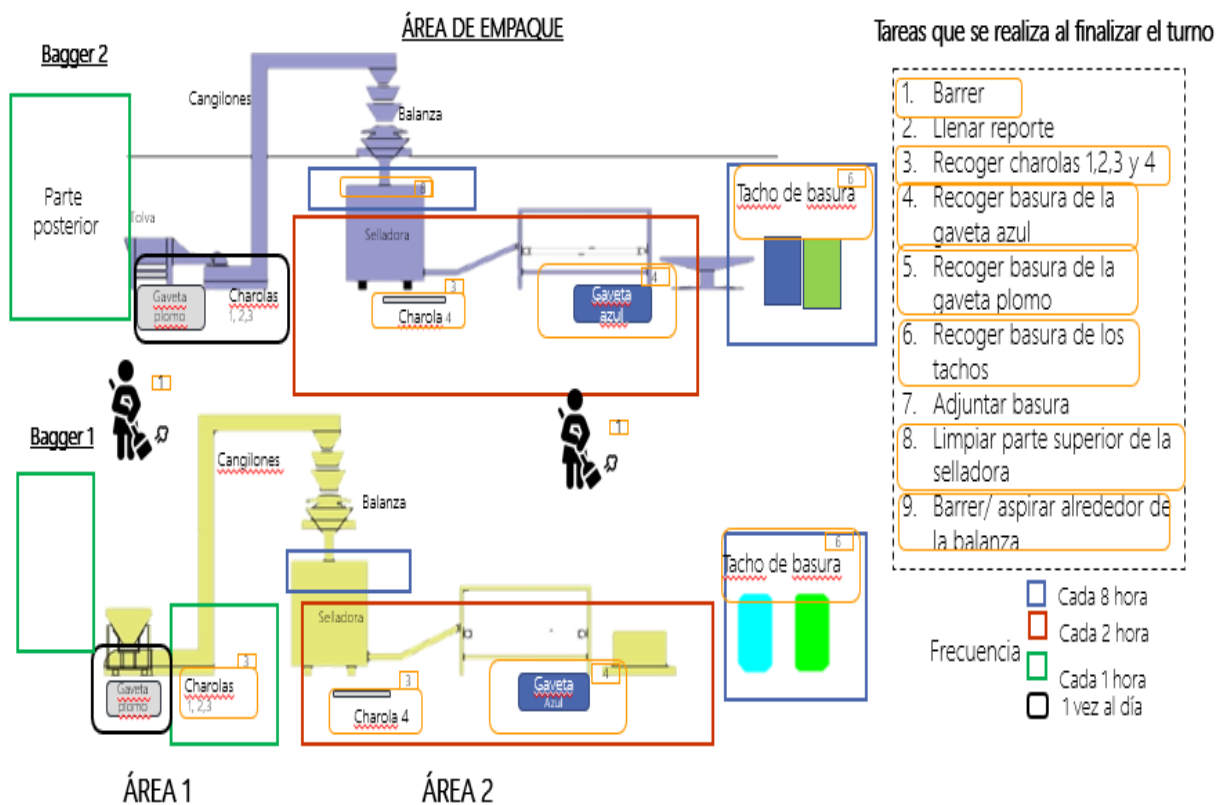 ÁREA DE EMPAQUE
Tareas que se realiza al finalizar el turno
Bagger 2
Cangilones
Balanza
Parte
posterior
Tolva
Selladora
8
Tacho de basura
6
Gaveta
plomo
Charolas
1, 2,3
3
Charola 4
4
Gaveta
azul
1
1
Bagger 1
Cangilones
Balanza
Selladora
Tacho de basura
6
Gaveta
plomo
3
Charolas
1, 2,3
3
Charola 4
4
Gaveta
Azul
ÁREA 1
ÁREA 2
1. Barrer
2. Llenar reporte
3. Recoger charolas 1,2,3 y 4
4. Recoger basura de la
gaveta azul
5. Recoger basura de la
gaveta plomo
6. Recoger basura de los
tachos
7. Adjuntar basura
8. Limpiar parte superior de la
selladora
9. Barrer/ aspirar alrededor de
la balanza
Frecuencia
Cada 8 hora
Cada 2 hora
Cada 1 hora
1 vez al día